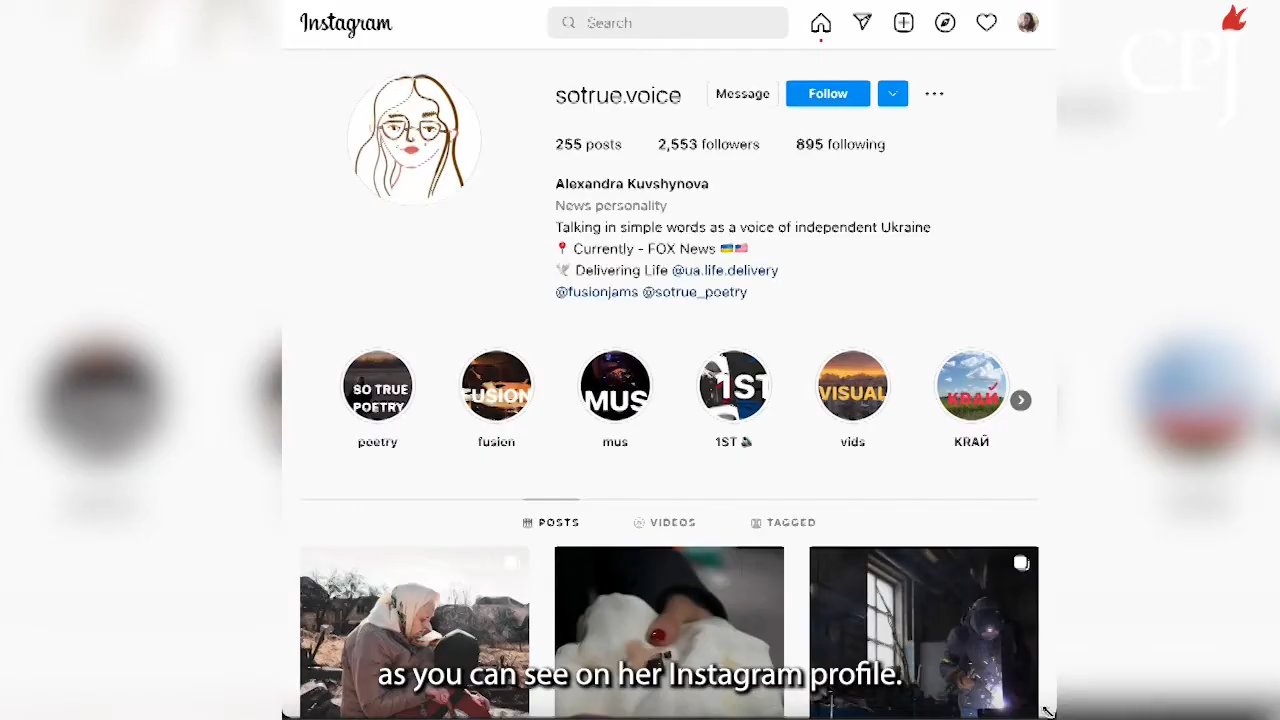 Instagram
Search
CPJ
sotrue.voice
Message
Follow
255 posts
2,553 followers
895 following
Alexandra Kuvshynova
News personality
Talking in simple words as a voice of independent Ukraine
📍 Currently - FOX News 🇺🇦🇺🇸
🕊 Delivering Life @ua.life.delivery
@fusionjams @sotrue_poetry
SO TRUE
POETRY
FUSION
MUS
1ST
VISUAL
КRАЙ
poetry
fusion
mus
1ST 🔈
vids
KRAЙ
POSTS
VIDEOS
TAGGED
as you can see on her Instagram profile.